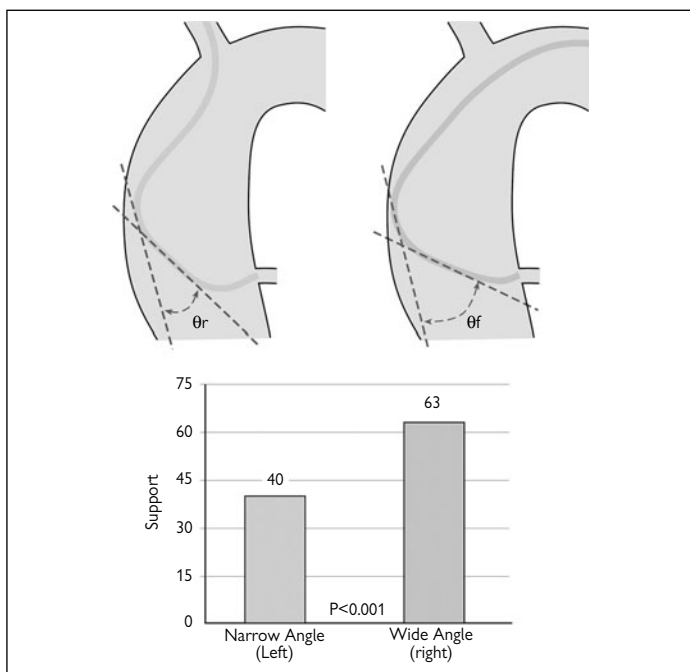 θr
θf
75
60
45
30
15
0
Support
40
63
P<0.001
Narrow Angle
(Left)
Wide Angle
(right)